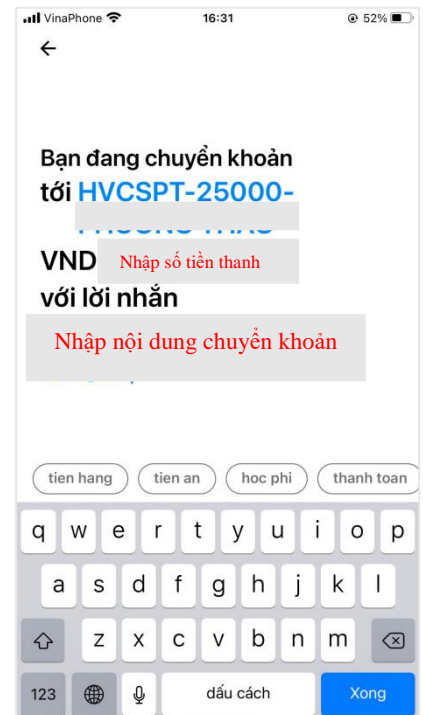 VinaPhone 16:31 52%
Bạn đang chuyển khoản
tới HVCSPT-25000-
VND Nhập số tiền thanh
với lời nhắn
Nhập nội dung chuyển khoản
tien hang tien an hoc phi thanh toan
q w e r t y u i o p
a s d f g h j k l
z x c v b n m
123 dấu cách Xong